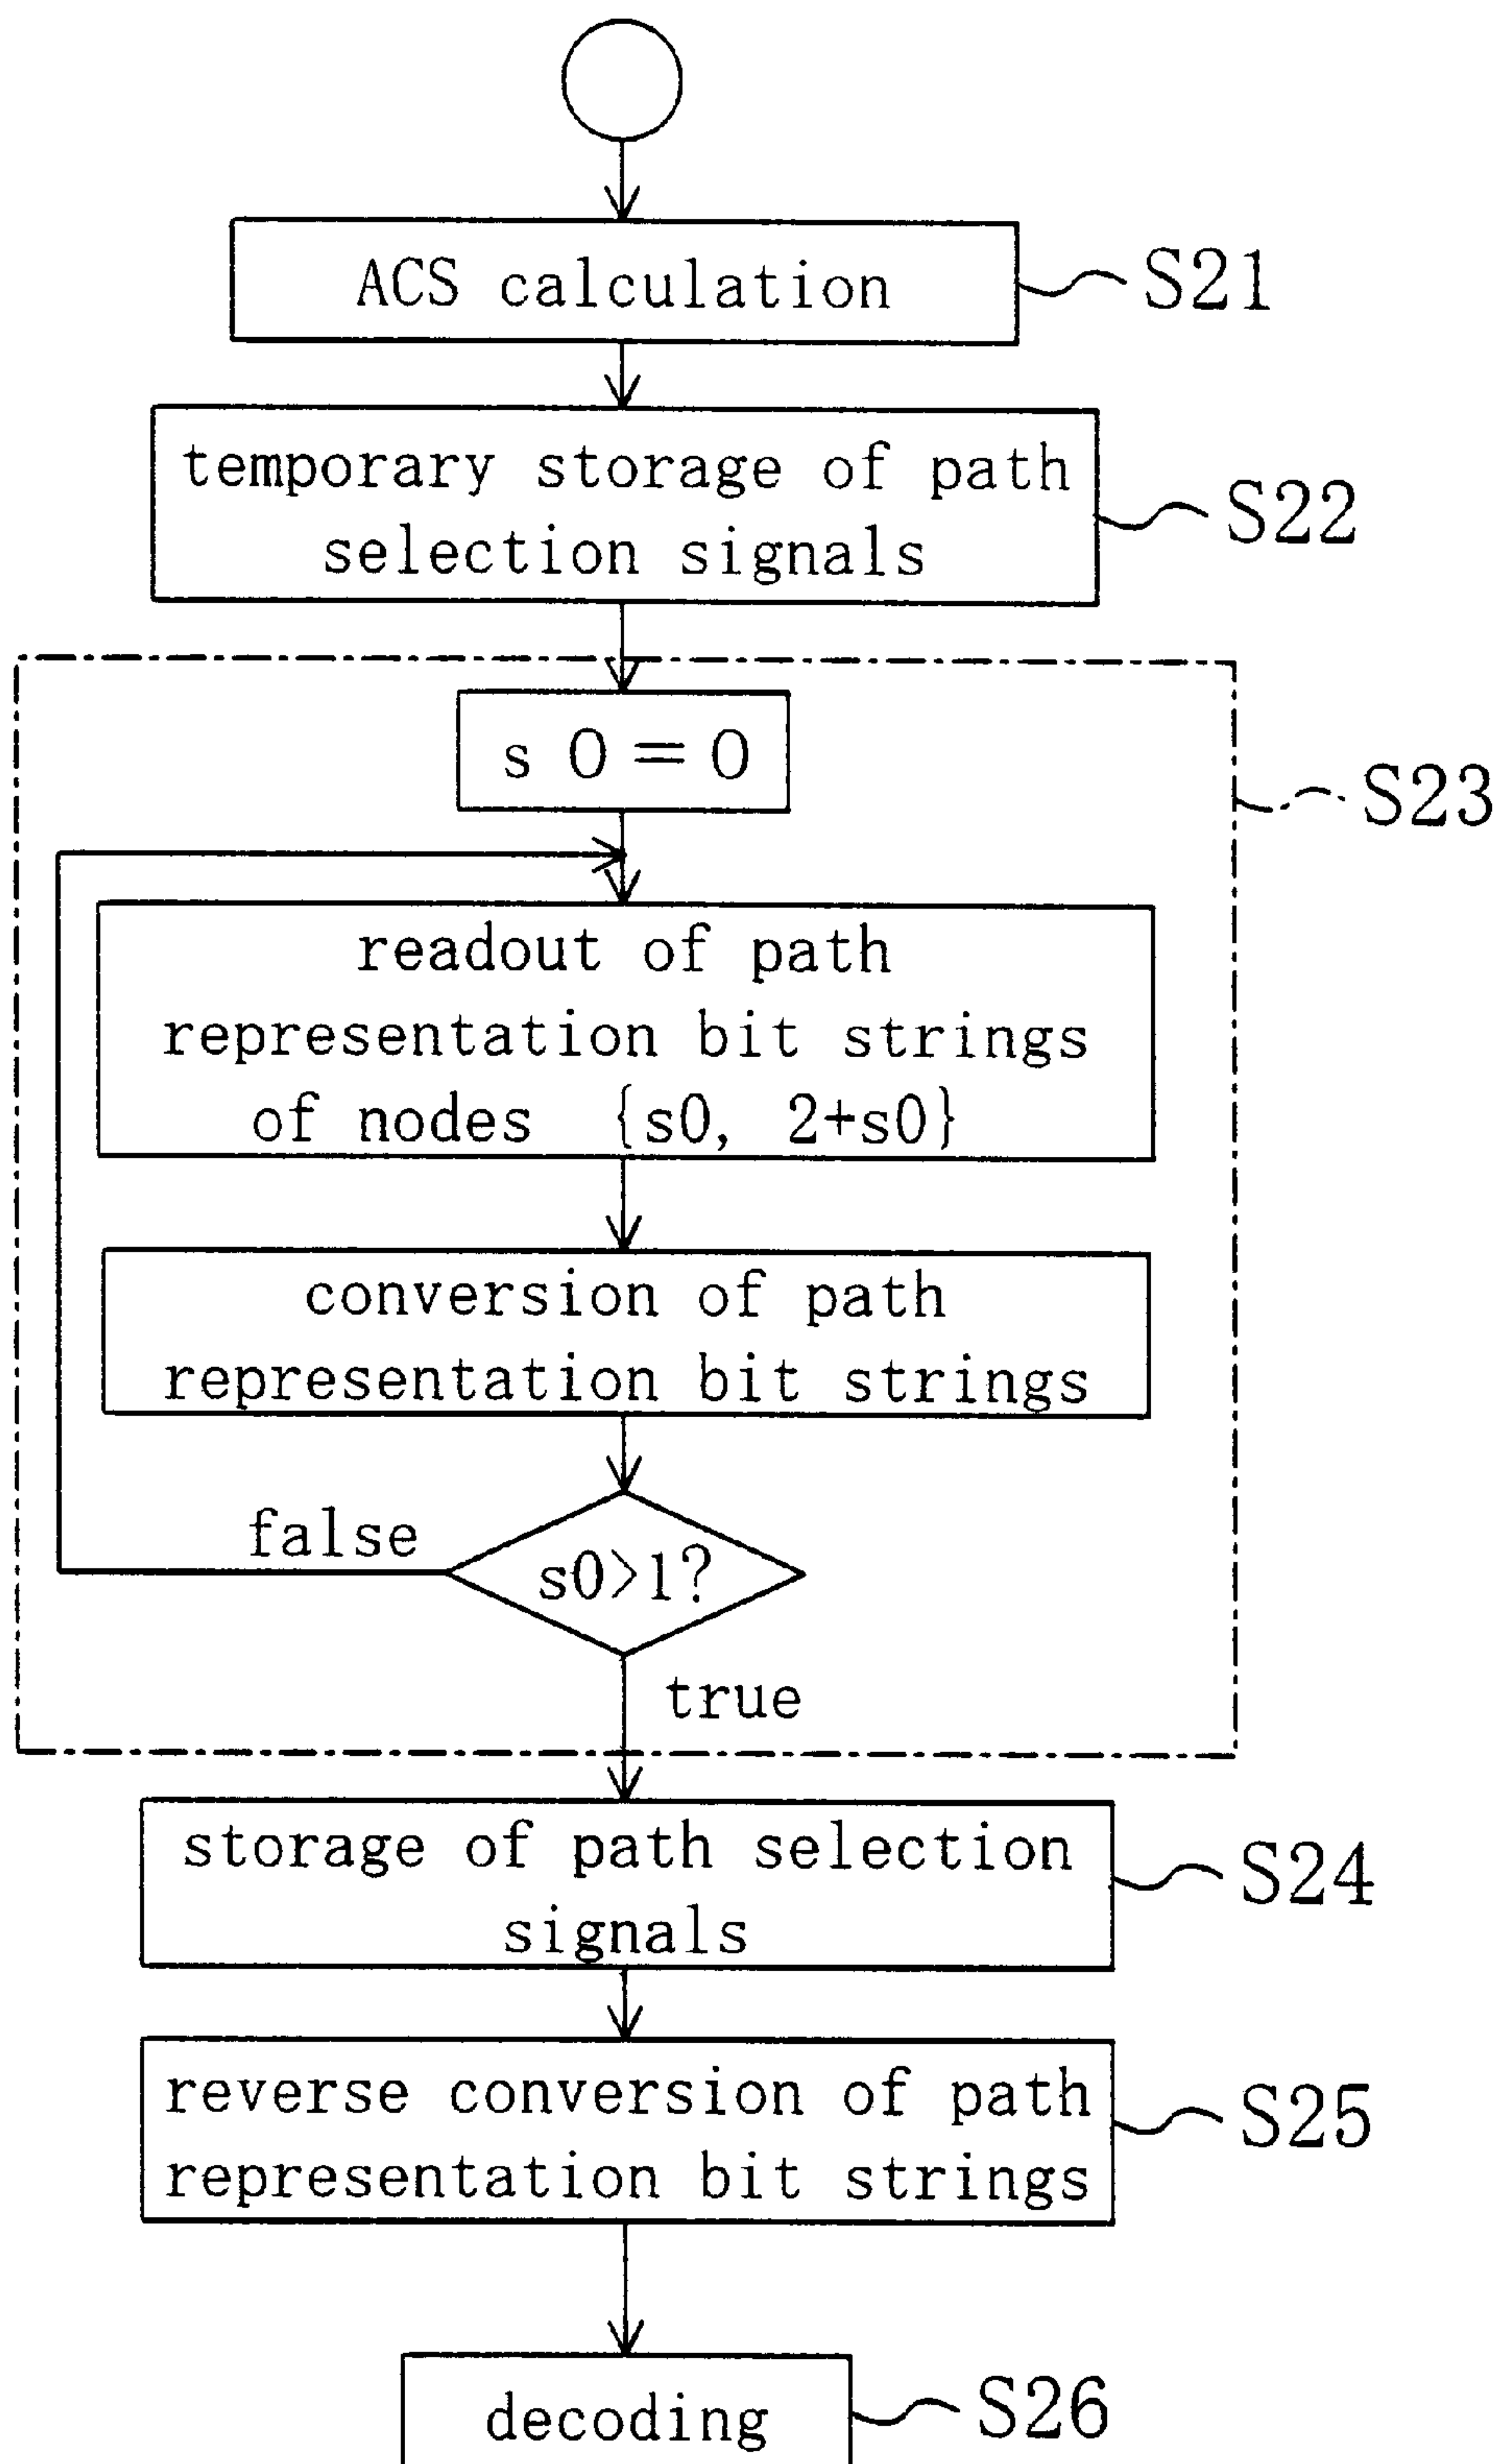 ACS calculation
S21
temporary storage of path
selection signals
S22
s 0 = 0
S23
readout of path
representation bit strings
of nodes {s0, 2+s0}
conversion of path
representation bit strings
false
s0>1?
true
storage of path selection
signals
S24
reverse conversion of path
representation bit strings
S25
decoding
S26